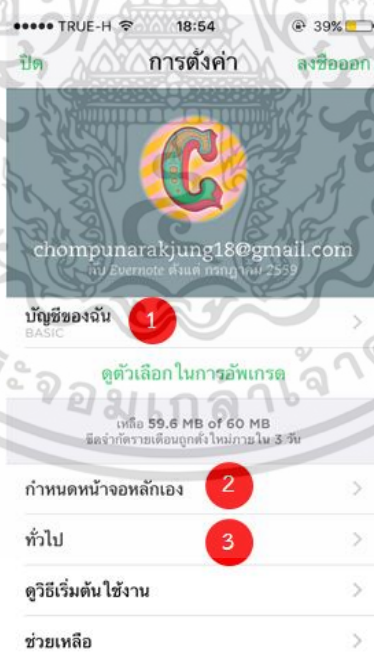 TRUE-H 18:54 39%
ปิด การตั้งค่า ลงชื่อออก
C
chompunarakjung18@gmail.com
กับ Evernote ตั้งแต่ กรกฎาคม 2559
บัญชีของฉัน 1
BASIC
ดูตัวเลือกในการอัพเกรด
เหลือ 59.6 MB of 60 MB
ขีดจำกัดรายเดือนถูกตั้งใหม่ภายใน 3 วัน
กำหนดหน้าจอหลักเอง 2
ทั่วไป 3
ดูวิธีเริ่มต้นใช้งาน
ช่วยเหลือ